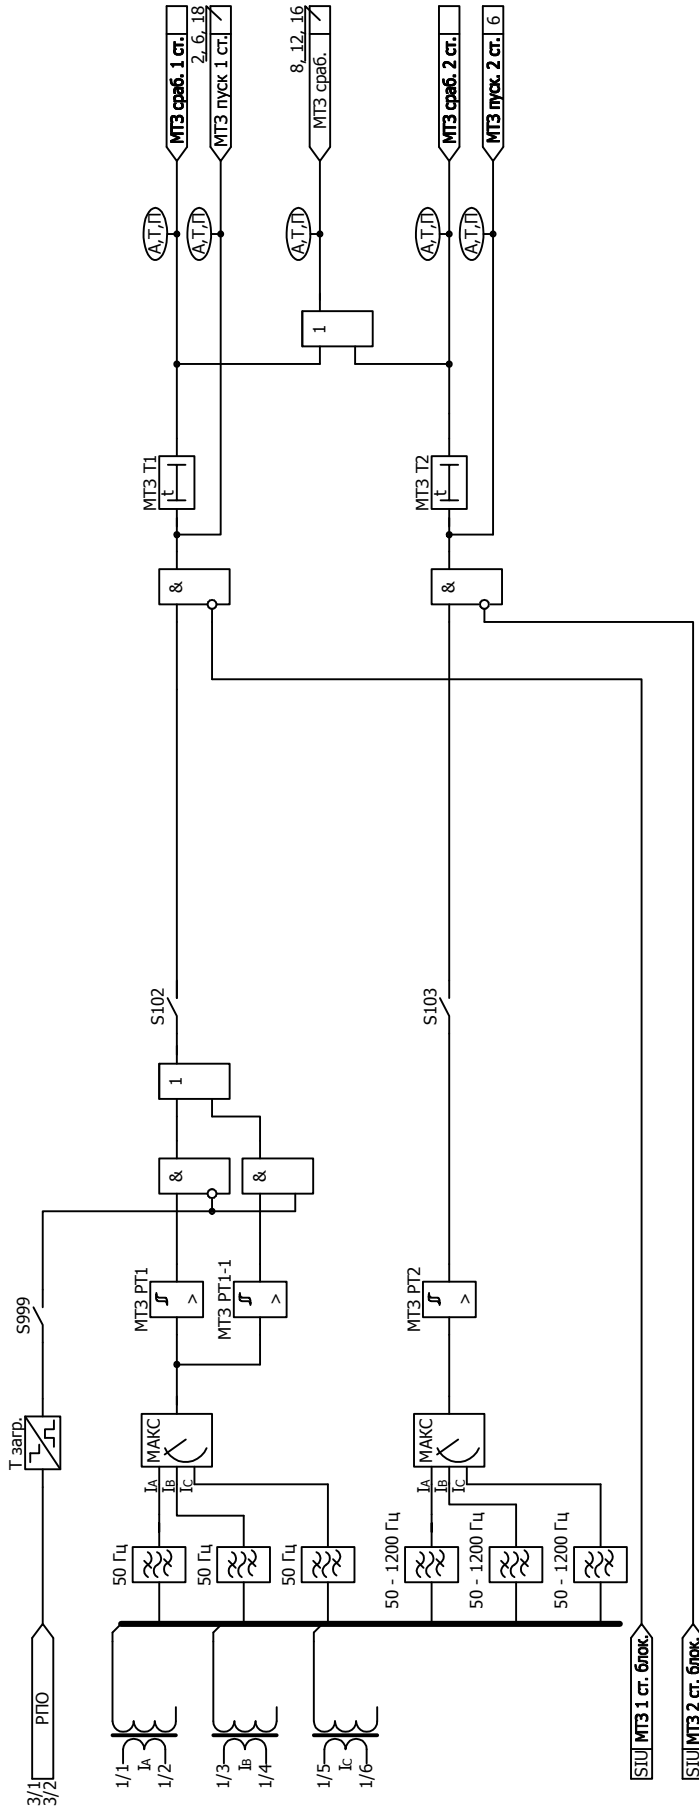 МТЗ сраб. 1 ст.
2, 6, 18
МТЗ пуск 1 ст.
8, 12, 16
МТЗ сраб.
МТЗ сраб. 2 ст.
МТЗ пуск. 2 ст. 6
А,Т,П
А,Т,П
А,Т,П
А,Т,П
А,Т,П
1
МТЗ Т1
t
МТЗ Т2
t
&
&
S102
S103
1
&
&
S999
МТЗ РТ1
>
МТЗ РТ1-1
>
МТЗ РТ2
>
Т загр.
МАКС
IA
IB
IC
МАКС
IA
IB
IC
50 Гц
50 Гц
50 Гц
50 - 1200 Гц
50 - 1200 Гц
50 - 1200 Гц
3/1
3/2
РПО
1/1
IA
1/2
1/3
IB
1/4
1/5
IC
1/6
SIU МТЗ 1 ст. блок.
SIU МТЗ 2 ст. блок.